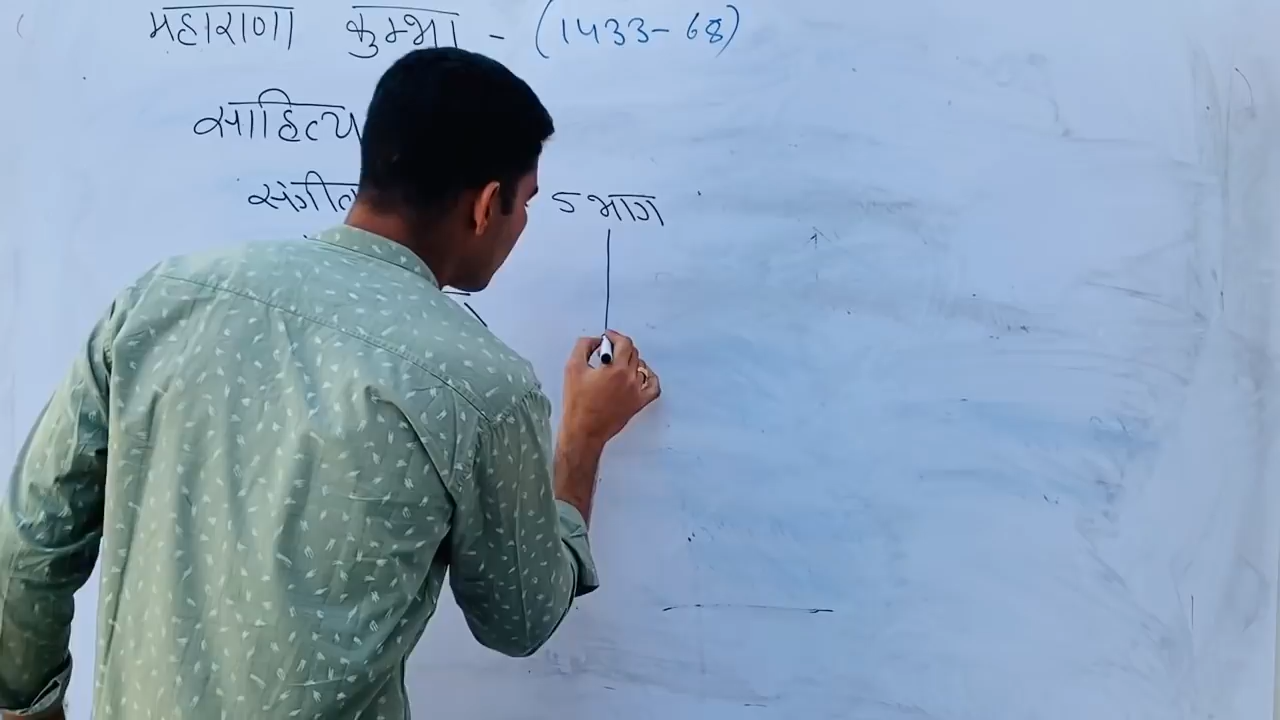 महाराणा कुम्भा - (1433-68)
साहित्य
संगीत 5 भाग